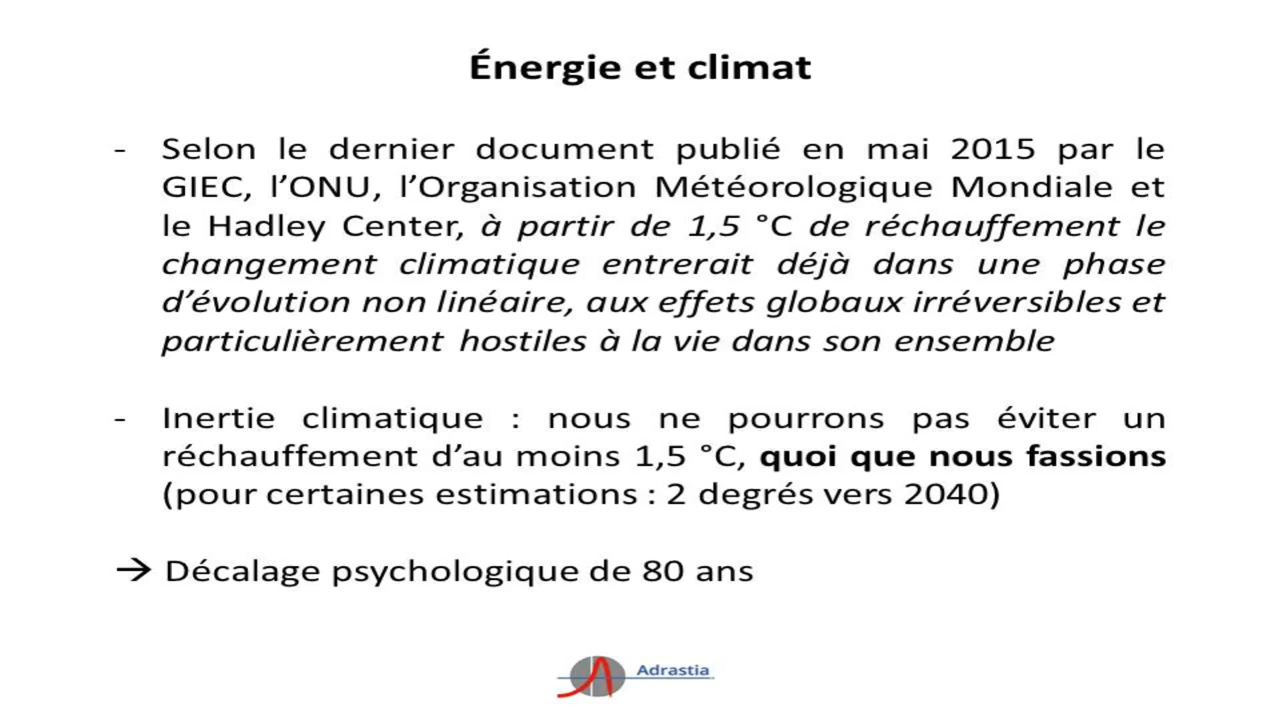 Énergie et climat
- Selon le dernier document publié en mai 2015 par le
GIEC, l’ONU, l’Organisation Météorologique Mondiale et
le Hadley Center, à partir de 1,5 °C de réchauffement le
changement climatique entrerait déjà dans une phase
d’évolution non linéaire, aux effets globaux irréversibles et
particulièrement hostiles à la vie dans son ensemble
- Inertie climatique : nous ne pourrons pas éviter un
réchauffement d’au moins 1,5 °C, quoi que nous fassions
(pour certaines estimations : 2 degrés vers 2040)
→ Décalage psychologique de 80 ans
Adrastia